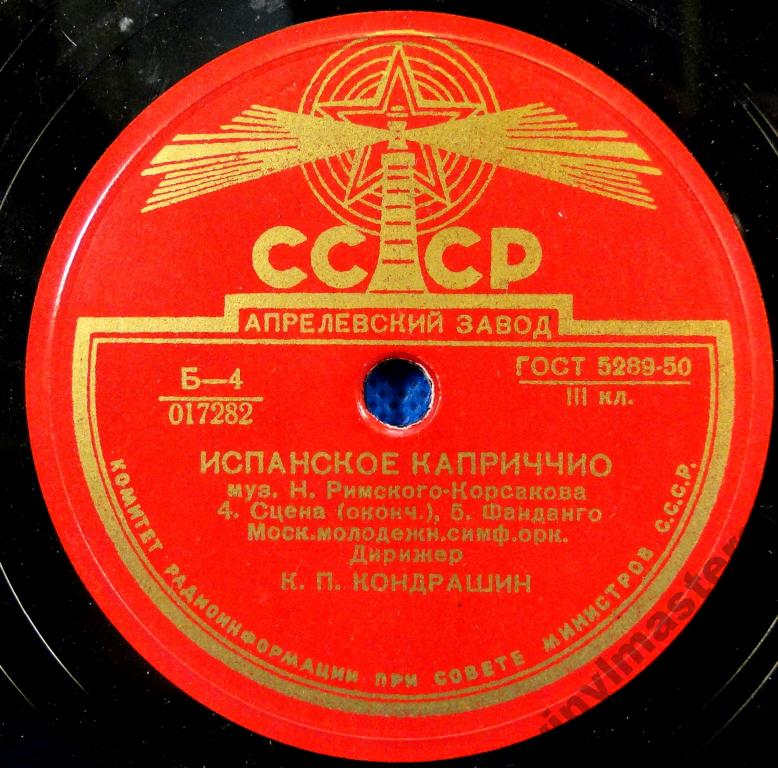 СССР
АПРЕЛЕВСКИЙ ЗАВОД
Б—4
017282
ГОСТ 5289-50
III кл.
ИСПАНСКОЕ КАПРИЧЧИО
муз. Н. Римского-Корсакова
4. Сцена (оконч.), 5. Фанданго
Моск.молодежн.симф.орк.
Дирижер
К. П. КОНДРАШИН
КОМИТЕТ РАДИОИНФОРМАЦИИ ПРИ СОВЕТЕ МИНИСТРОВ С.С.С.Р.
vinylmaster